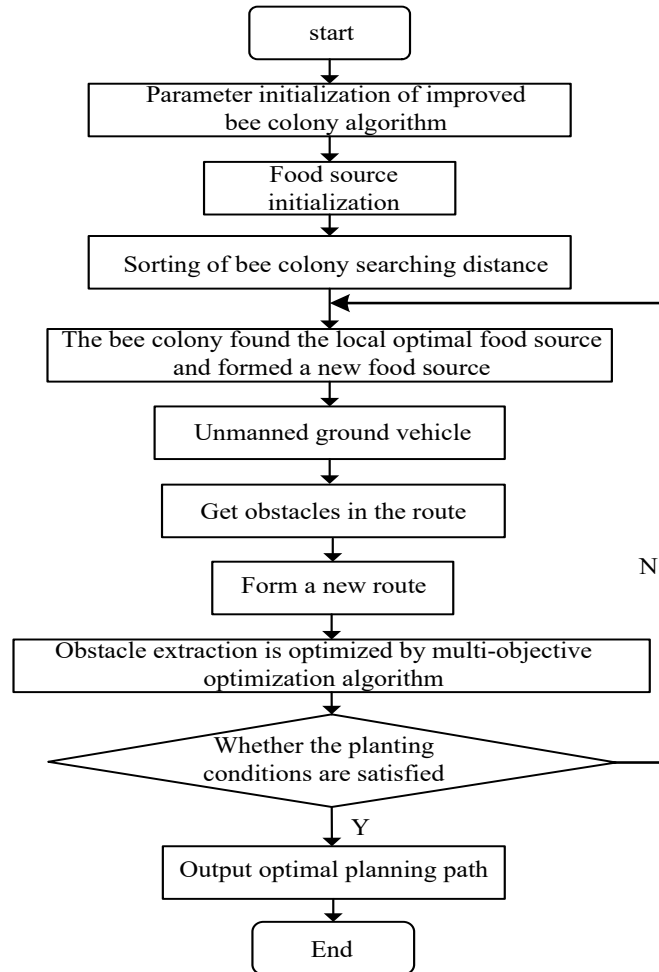 start
Parameter initialization of improved
bee colony algorithm
Food source
initialization
Sorting of bee colony searching distance
The bee colony found the local optimal food source
and formed a new food source
Unmanned ground vehicle
Get obstacles in the route
N
Form a new route
Obstacle extraction is optimized by multi-objective
optimization algorithm
Whether the planting
conditions are satisfied
Y
Output optimal planning path
End